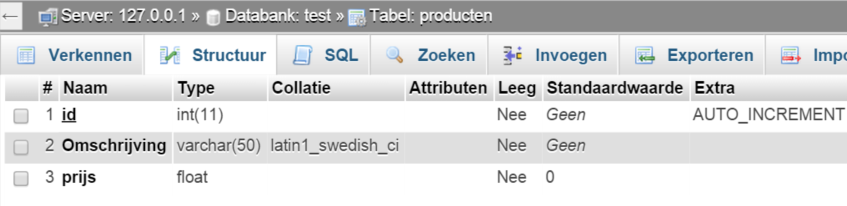 ← Server: 127.0.0.1 » Databank: test » Tabel: producten
Verkennen Structuur SQL Zoeken Invoegen Exporteren Impo
# Naam Type Collatie Attributen Leeg Standaardwaarde Extra
1 id int(11) Nee Geen AUTO_INCREMENT
2 Omschrijving varchar(50) latin1_swedish_ci Nee Geen
3 prijs float Nee 0